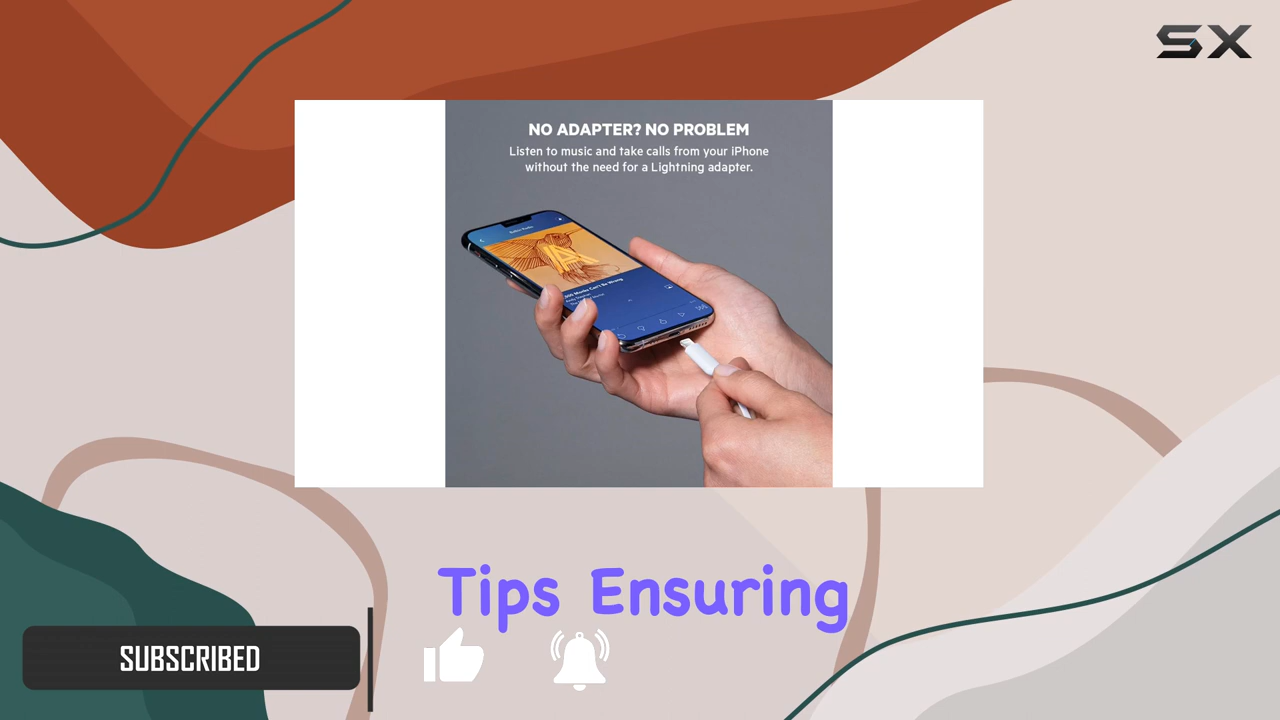 SX
NO ADAPTER? NO PROBLEM
Listen to music and take calls from your iPhone
without the need for a Lightning adapter.
Tips Ensuring
SUBSCRIBED